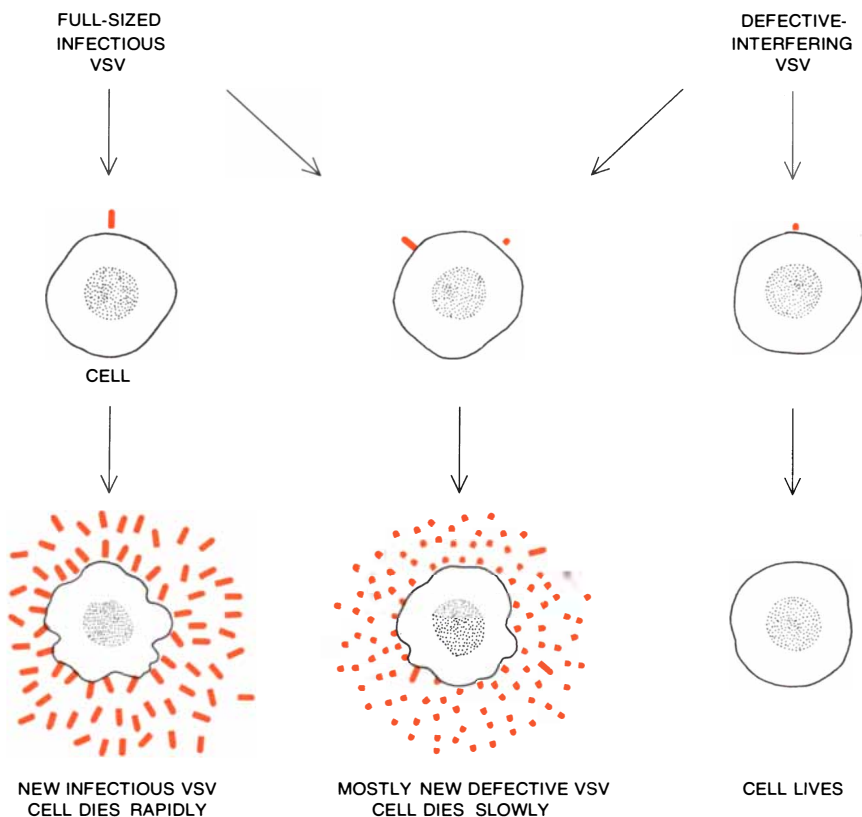 FULL-SIZED
INFECTIOUS
VSV
DEFECTIVE-
INTERFERING
VSV
CELL
NEW INFECTIOUS VSV
CELL DIES RAPIDLY
MOSTLY NEW DEFECTIVE VSV
CELL DIES SLOWLY
CELL LIVES